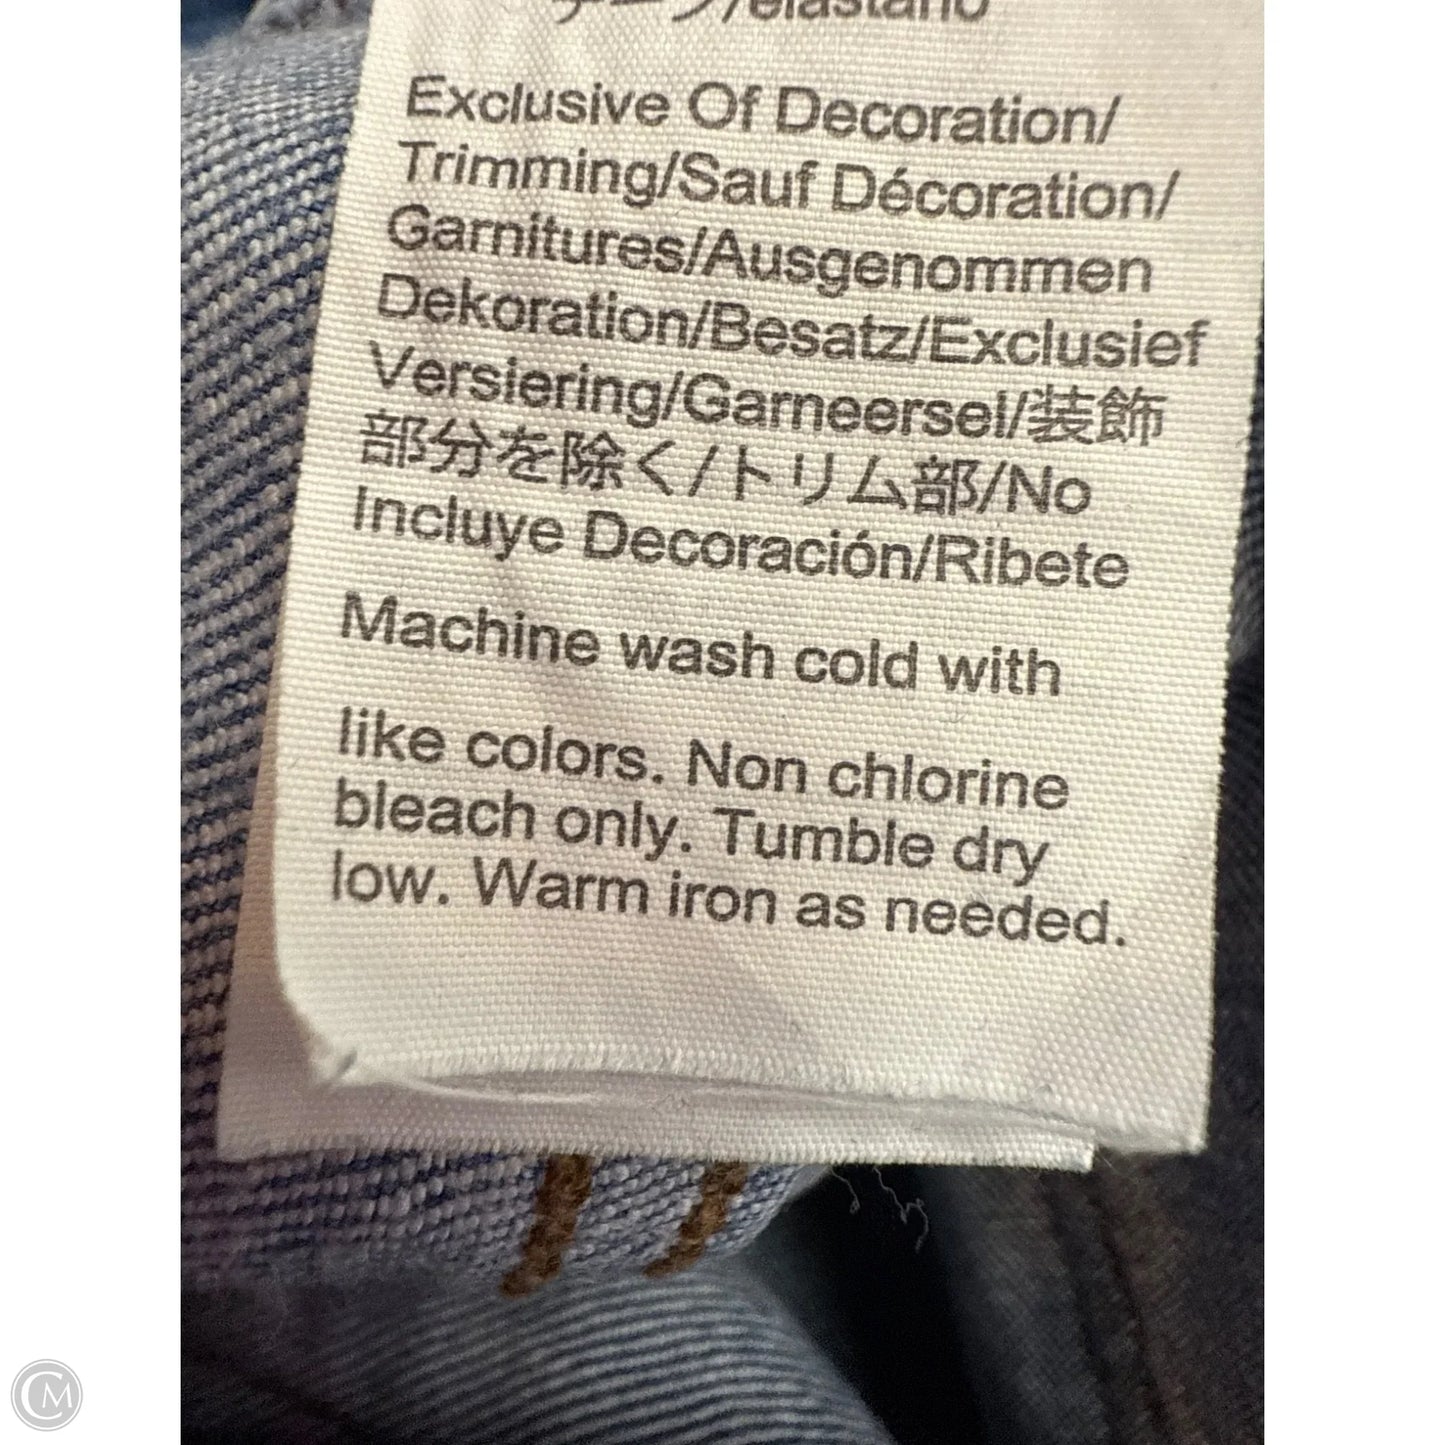 /elastano
Exclusive Of Decoration/
Trimming/Sauf Décoration/
Garnitures/Ausgenommen
Dekoration/Besatz/Exclusief
Versiering/Garneersel/装飾
部分を除く/トリム部/No
Incluye Decoración/Ribete
Machine wash cold with
like colors. Non chlorine
bleach only. Tumble dry
low. Warm iron as needed.
CM